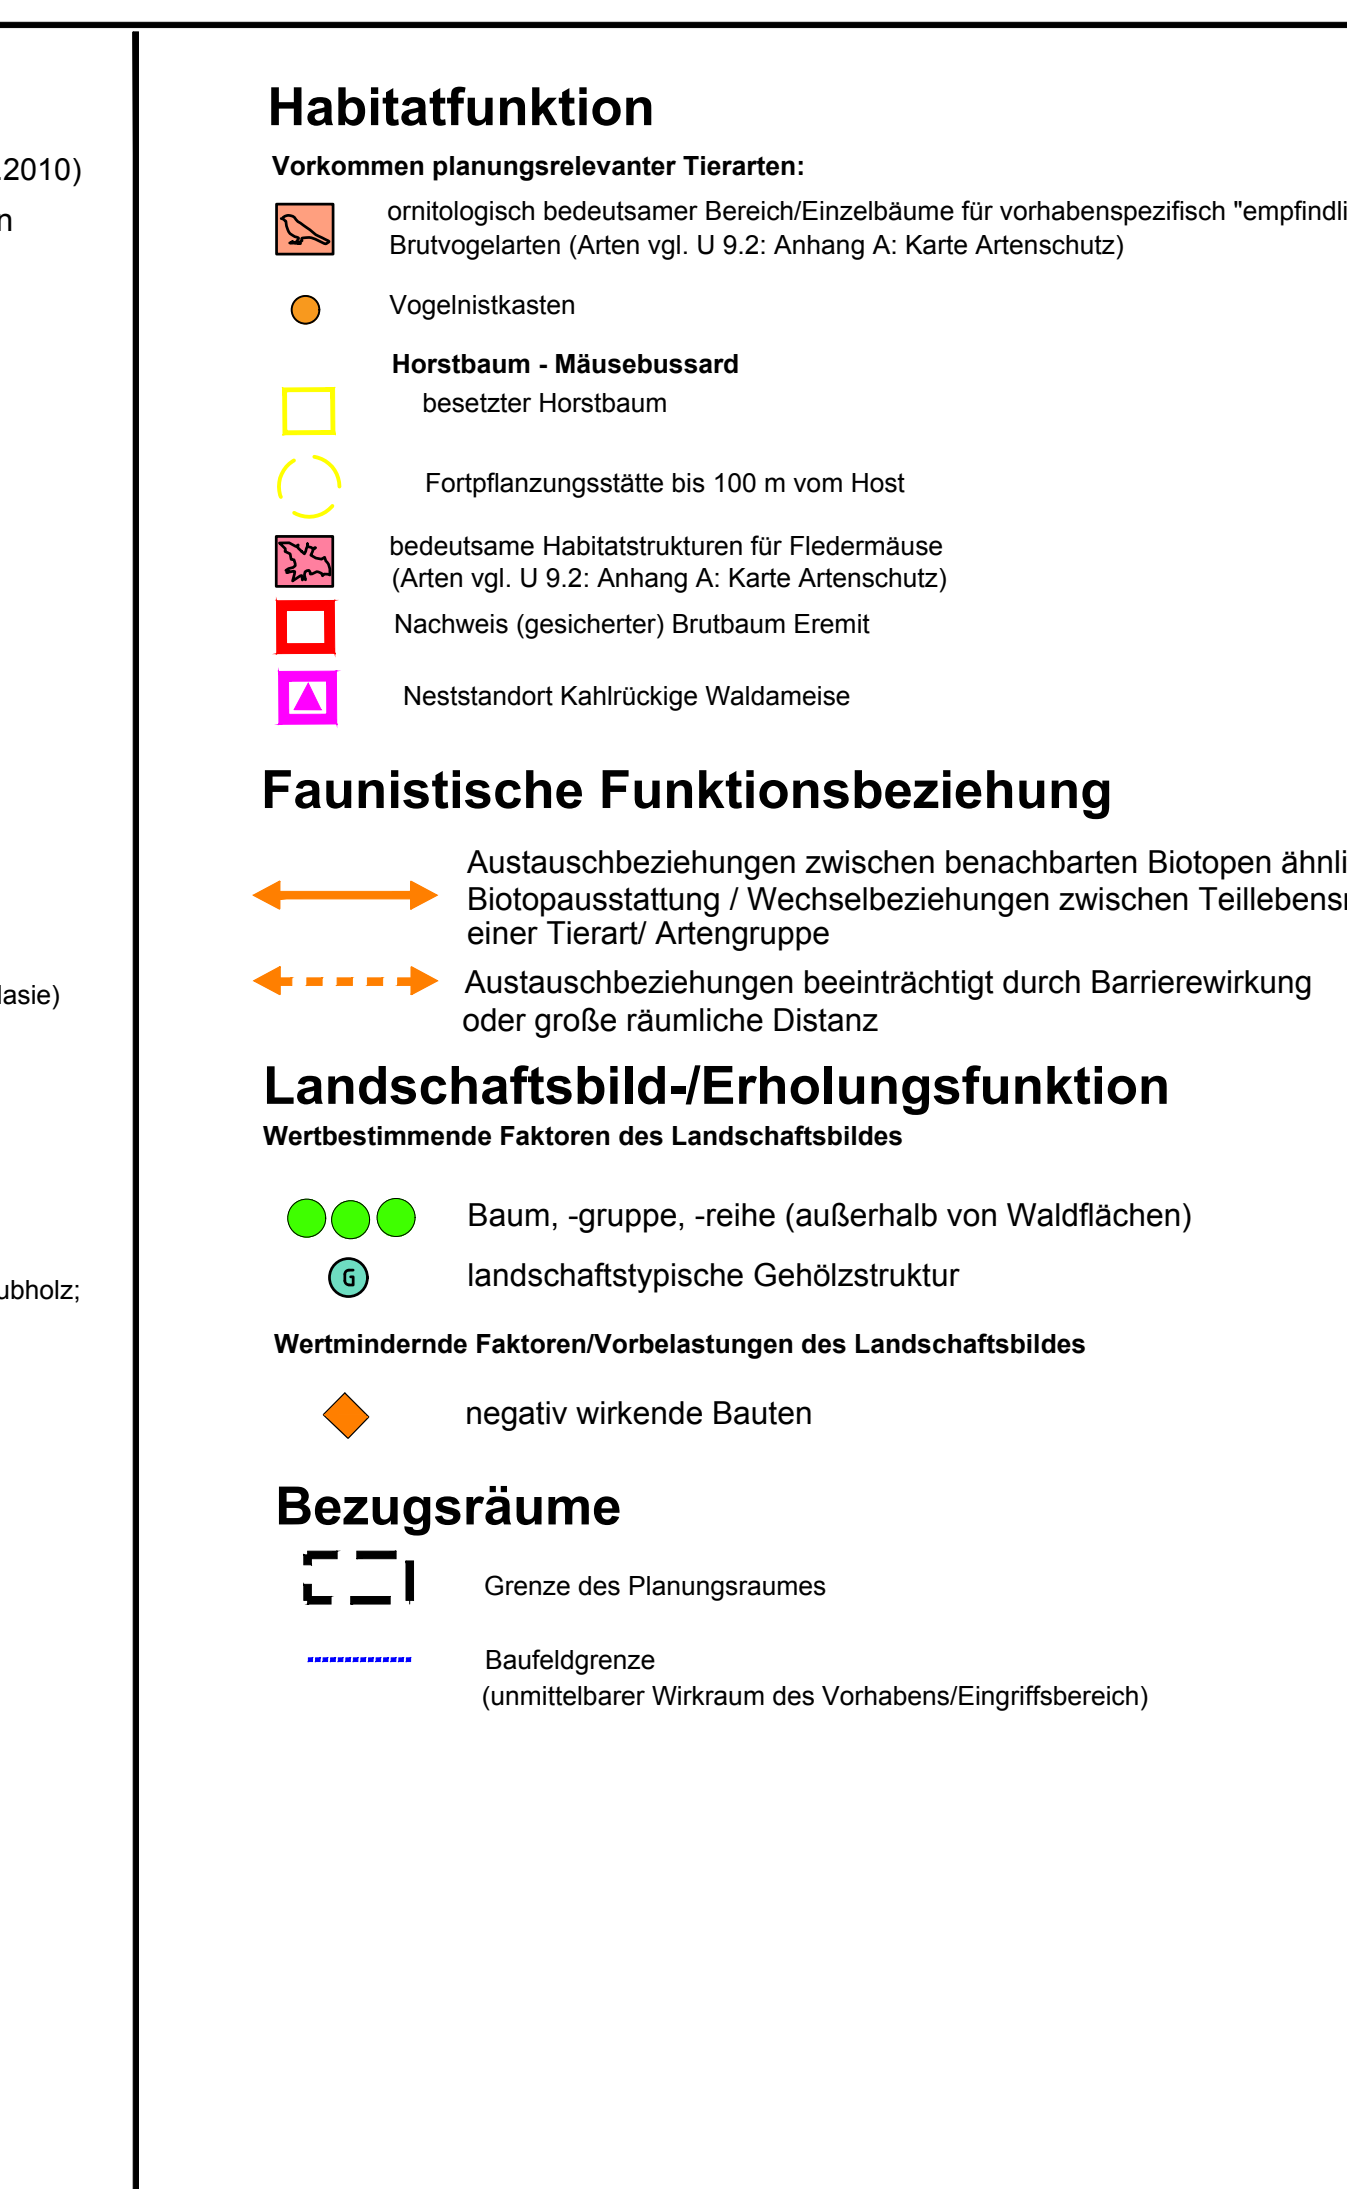 .2010)
n
lasie)
ubholz;
Habitatfunktion
Vorkommen planungsrelevanter Tierarten:
ornitologisch bedeutsamer Bereich/Einzelbäume für vorhabenspezifisch "empfindli
Brutvogelarten (Arten vgl. U 9.2: Anhang A: Karte Artenschutz)
Vogelnistkasten
Horstbaum - Mäusebussard
besetzter Horstbaum
Fortpflanzungsstätte bis 100 m vom Host
bedeutsame Habitatstrukturen für Fledermäuse
(Arten vgl. U 9.2: Anhang A: Karte Artenschutz)
Nachweis (gesicherter) Brutbaum Eremit
Neststandort Kahlrückige Waldameise
Faunistische Funktionsbeziehung
Austauschbeziehungen zwischen benachbarten Biotopen ähnli
Biotopausstattung / Wechselbeziehungen zwischen Teillebens
einer Tierart/ Artengruppe
Austauschbeziehungen beeinträchtigt durch Barrierewirkung
oder große räumliche Distanz
Landschaftsbild-/Erholungsfunktion
Wertbestimmende Faktoren des Landschaftsbildes
Baum, -gruppe, -reihe (außerhalb von Waldflächen)
G landschaftstypische Gehölzstruktur
Wertmindernde Faktoren/Vorbelastungen des Landschaftsbildes
negativ wirkende Bauten
Bezugsräume
Grenze des Planungsraumes
Baufeldgrenze
(unmittelbarer Wirkraum des Vorhabens/Eingriffsbereich)